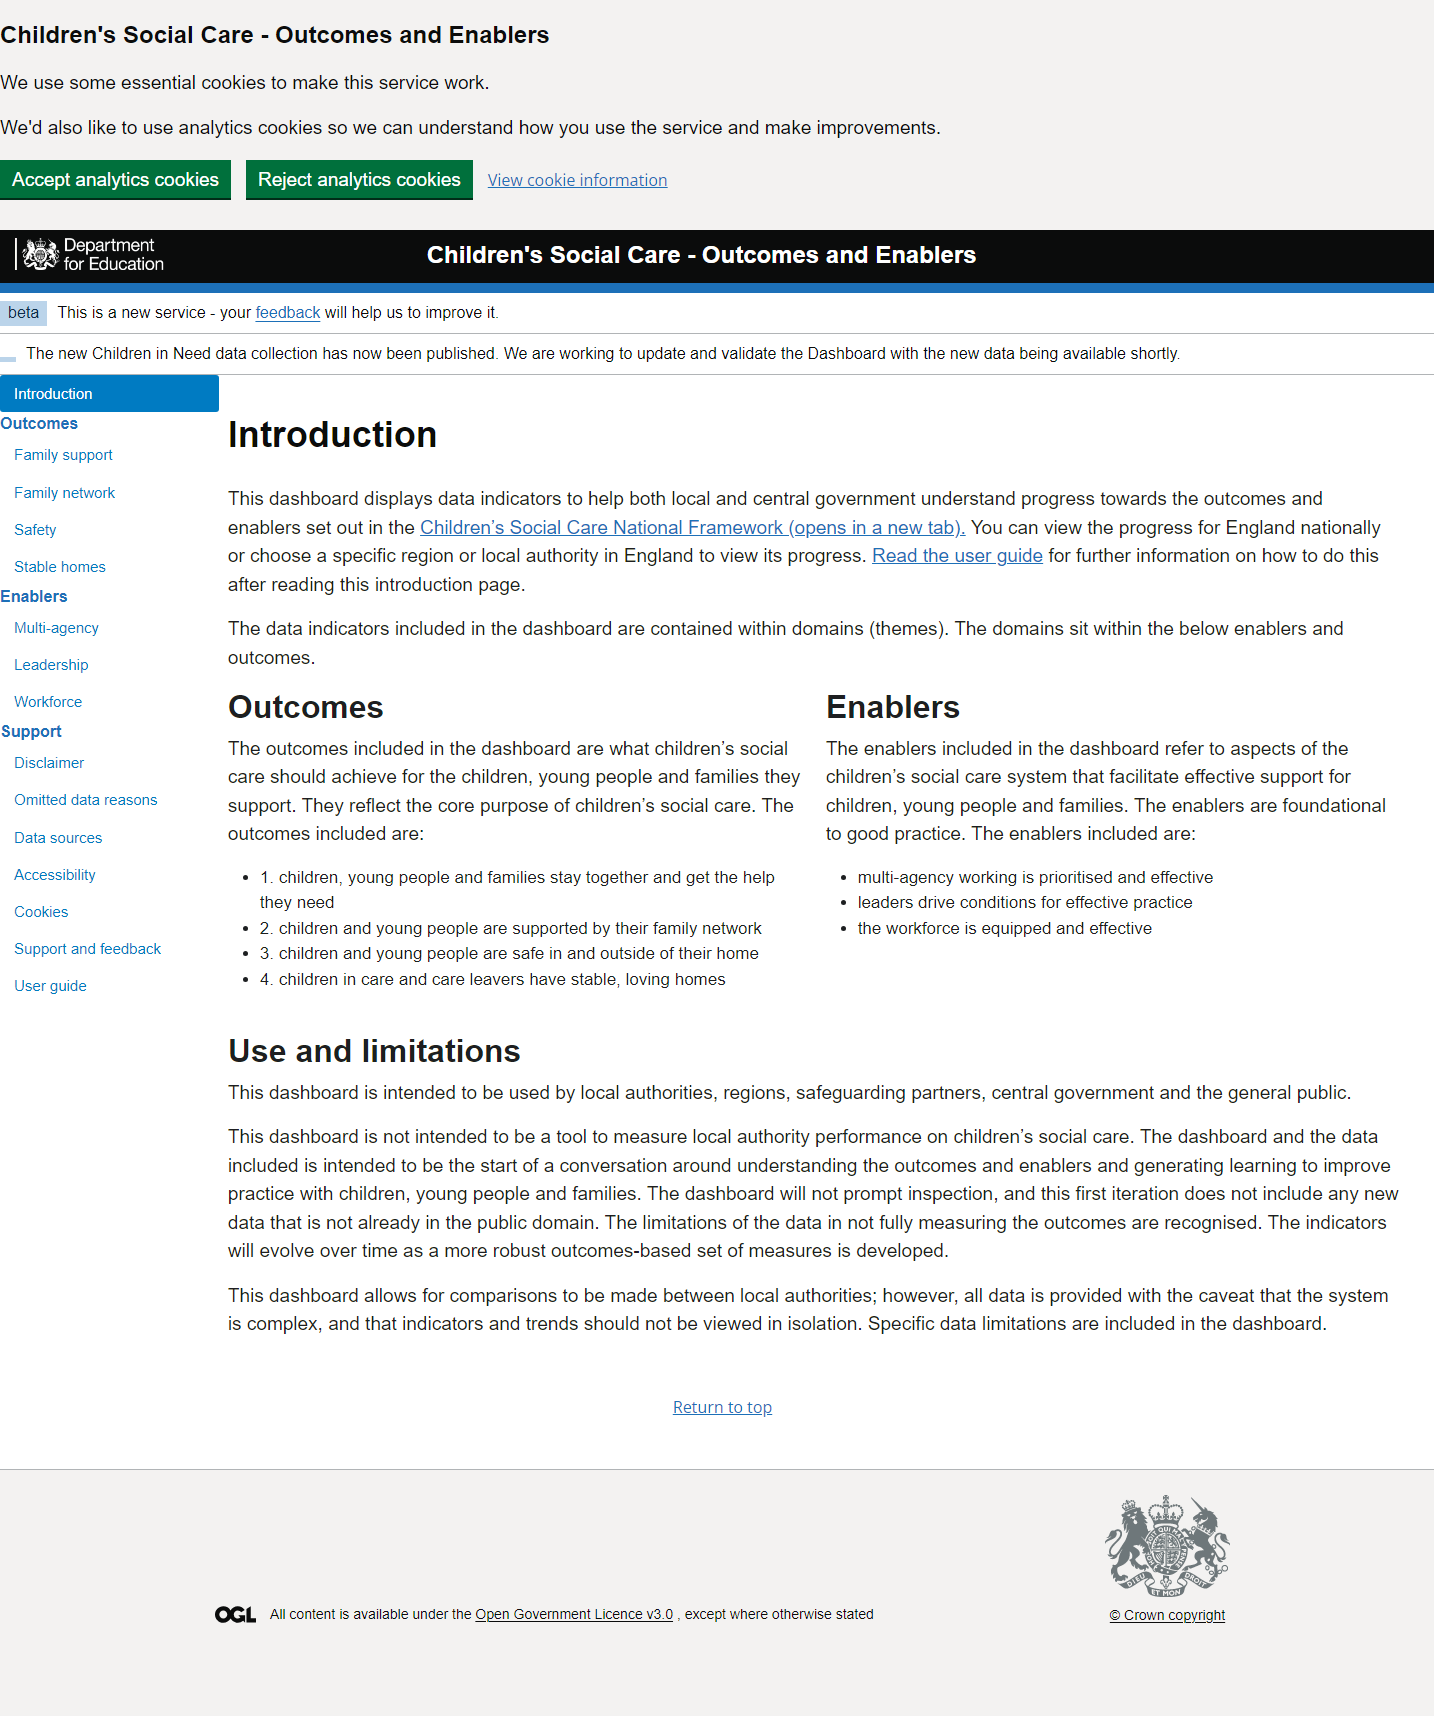 Children's Social Care - Outcomes and Enablers
We use some essential cookies to make this service work.
We'd also like to use analytics cookies so we can understand how you use the service and make improvements.
Accept analytics cookies Reject analytics cookies View cookie information
Department
for Education
Children's Social Care - Outcomes and Enablers
beta This is a new service - your feedback will help us to improve it.
The new Children in Need data collection has now been published. We are working to update and validate the Dashboard with the new data being available shortly.
Introduction
Outcomes
Family support
Family network
Safety
Stable homes
Enablers
Multi-agency
Leadership
Workforce
Support
Disclaimer
Omitted data reasons
Data sources
Accessibility
Cookies
Support and feedback
User guide
Introduction
This dashboard displays data indicators to help both local and central government understand progress towards the outcomes and
enablers set out in the Children’s Social Care National Framework (opens in a new tab). You can view the progress for England nationally
or choose a specific region or local authority in England to view its progress. Read the user guide for further information on how to do this
after reading this introduction page.
The data indicators included in the dashboard are contained within domains (themes). The domains sit within the below enablers and
outcomes.
Outcomes
The outcomes included in the dashboard are what children’s social
care should achieve for the children, young people and families they
support. They reflect the core purpose of children’s social care. The
outcomes included are:
• 1. children, young people and families stay together and get the help
they need
• 2. children and young people are supported by their family network
• 3. children and young people are safe in and outside of their home
• 4. children in care and care leavers have stable, loving homes
Enablers
The enablers included in the dashboard refer to aspects of the
children’s social care system that facilitate effective support for
children, young people and families. The enablers are foundational
to good practice. The enablers included are:
• multi-agency working is prioritised and effective
• leaders drive conditions for effective practice
• the workforce is equipped and effective
Use and limitations
This dashboard is intended to be used by local authorities, regions, safeguarding partners, central government and the general public.
This dashboard is not intended to be a tool to measure local authority performance on children’s social care. The dashboard and the data
included is intended to be the start of a conversation around understanding the outcomes and enablers and generating learning to improve
practice with children, young people and families. The dashboard will not prompt inspection, and this first iteration does not include any new
data that is not already in the public domain. The limitations of the data in not fully measuring the outcomes are recognised. The indicators
will evolve over time as a more robust outcomes-based set of measures is developed.
This dashboard allows for comparisons to be made between local authorities; however, all data is provided with the caveat that the system
is complex, and that indicators and trends should not be viewed in isolation. Specific data limitations are included in the dashboard.
Return to top
OGL All content is available under the Open Government Licence v3.0 , except where otherwise stated
© Crown copyright